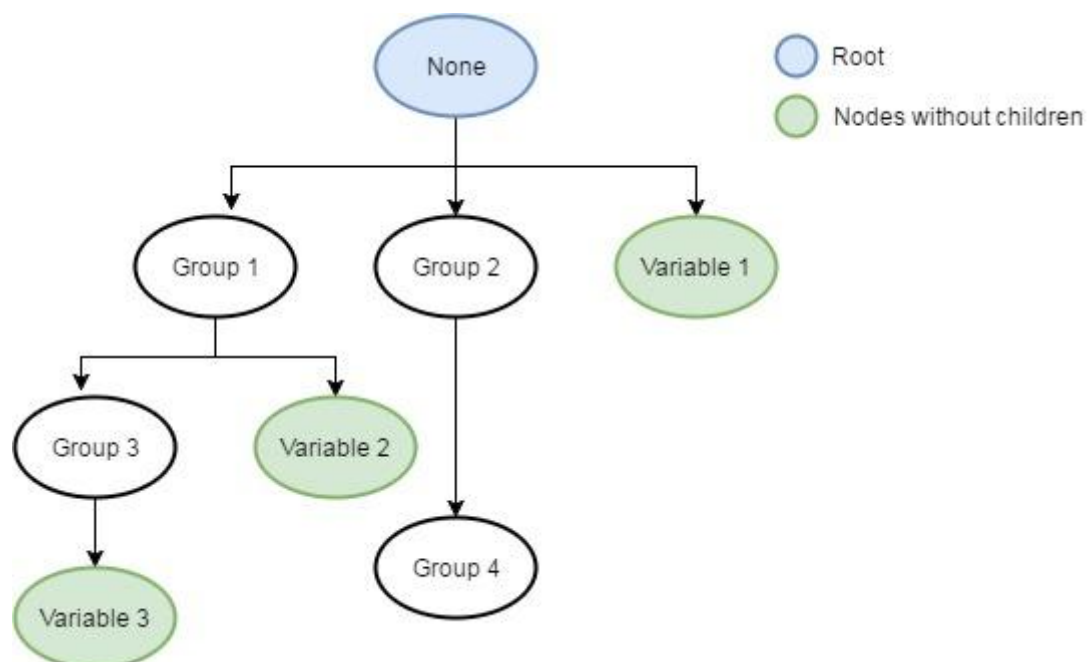 None
Root
Nodes without children
Group 1
Group 2
Variable 1
Group 3
Variable 2
Group 4
Variable 3